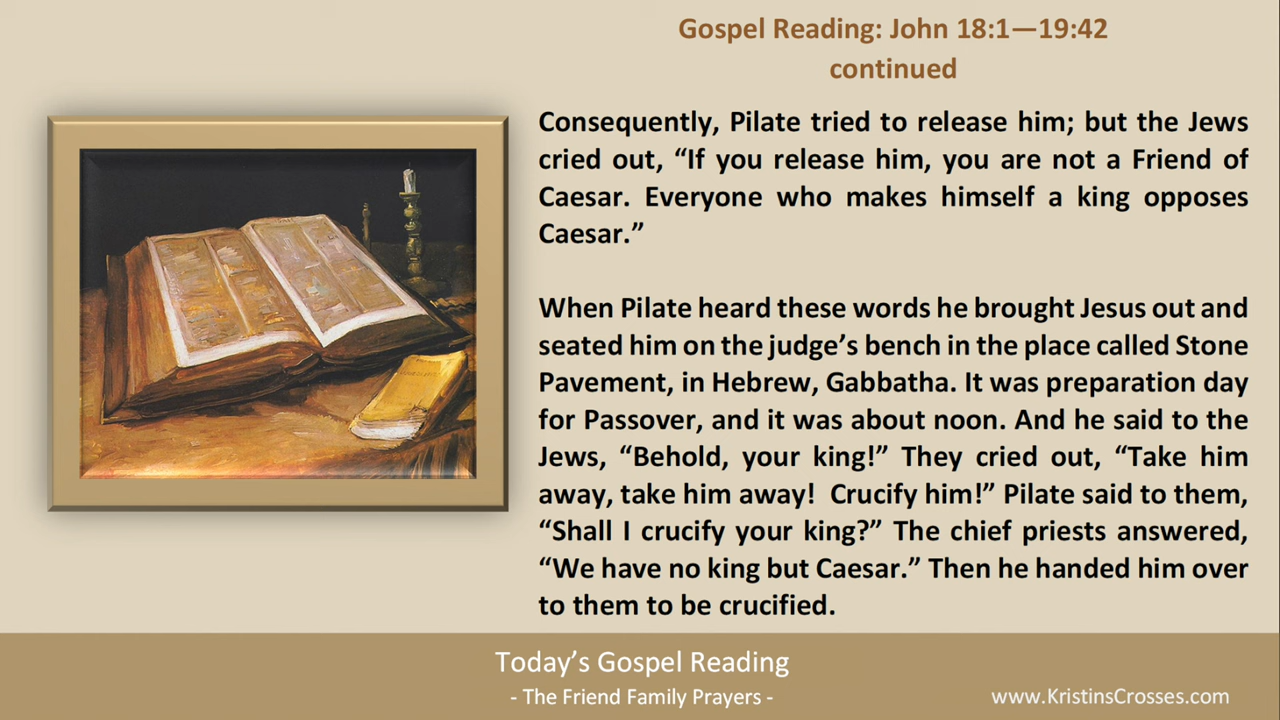 Gospel Reading: John 18:1—19:42
continued
Consequently, Pilate tried to release him; but the Jews
cried out, “If you release him, you are not a Friend of
Caesar. Everyone who makes himself a king opposes
Caesar.”
When Pilate heard these words he brought Jesus out and
seated him on the judge’s bench in the place called Stone
Pavement, in Hebrew, Gabbatha. It was preparation day
for Passover, and it was about noon. And he said to the
Jews, “Behold, your king!” They cried out, “Take him
away, take him away!  Crucify him!” Pilate said to them,
“Shall I crucify your king?” The chief priests answered,
“We have no king but Caesar.” Then he handed him over
to them to be crucified.
Today’s Gospel Reading
- The Friend Family Prayers -
www.KristinsCrosses.com